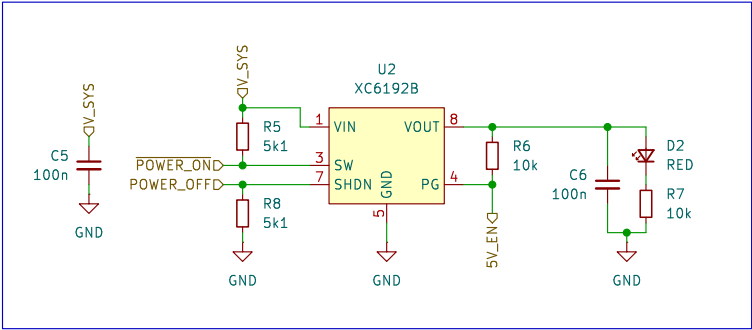 U2
XC6192B
V_SYS
V_SYS
1
VIN
VOUT
8
R5
5k1
R6
10k
D2
RED
C5
100n
POWER_ON
3
SW
POWER_OFF
7
SHDN
GND
PG
4
C6
100n
R7
10k
R8
5k1
5
5V_EN
GND
GND
GND
GND